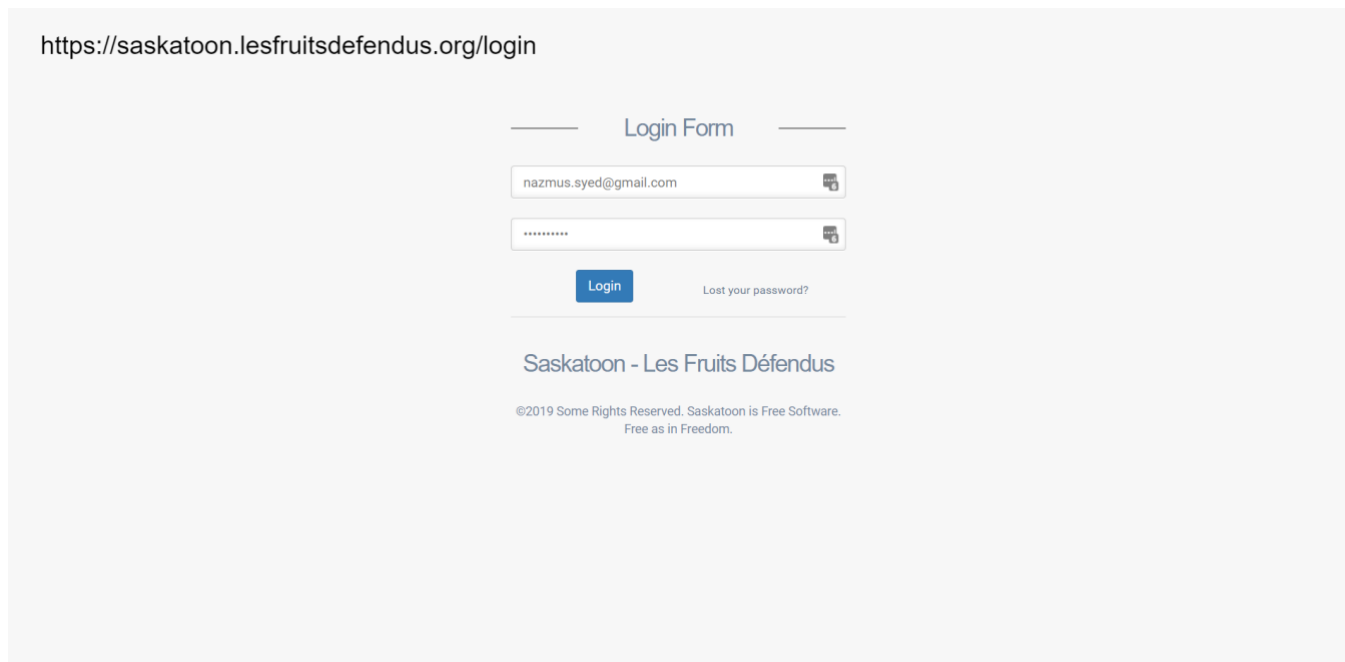 https://saskatoon.lesfruitsdefendus.org/login
Login Form
nazmus.syed@gmail.com
••••••••••
Login
Lost your password?
Saskatoon - Les Fruits Défendus
©2019 Some Rights Reserved. Saskatoon is Free Software.
Free as in Freedom.